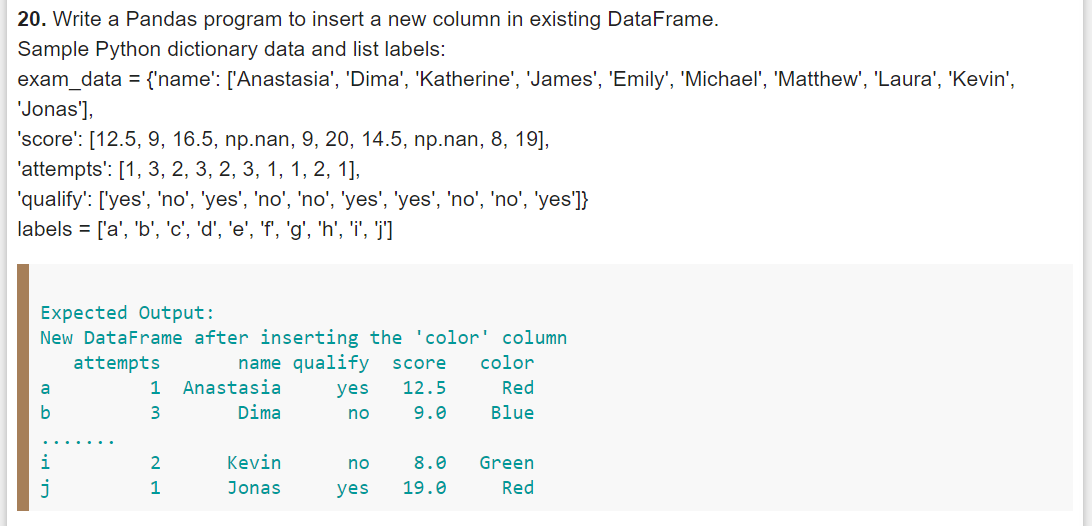 20. Write a Pandas program to insert a new column in existing DataFrame.
Sample Python dictionary data and list labels:
exam_data = {'name': ['Anastasia', 'Dima', 'Katherine', 'James', 'Emily', 'Michael', 'Matthew', 'Laura', 'Kevin',
'Jonas'],
'score': [12.5, 9, 16.5, np.nan, 9, 20, 14.5, np.nan, 8, 19],
'attempts': [1, 3, 2, 3, 2, 3, 1, 1, 2, 1],
'qualify': ['yes', 'no', 'yes', 'no', 'no', 'yes', 'yes', 'no', 'no', 'yes']}
labels = ['a', 'b', 'c', 'd', 'e', 'f', 'g', 'h', 'i', 'j']
Expected Output:
New DataFrame after inserting the 'color' column
   attempts       name qualify  score   color
a         1  Anastasia     yes   12.5     Red
b         3       Dima      no    9.0    Blue
.......
i         2      Kevin      no    8.0   Green
j         1      Jonas     yes   19.0     Red